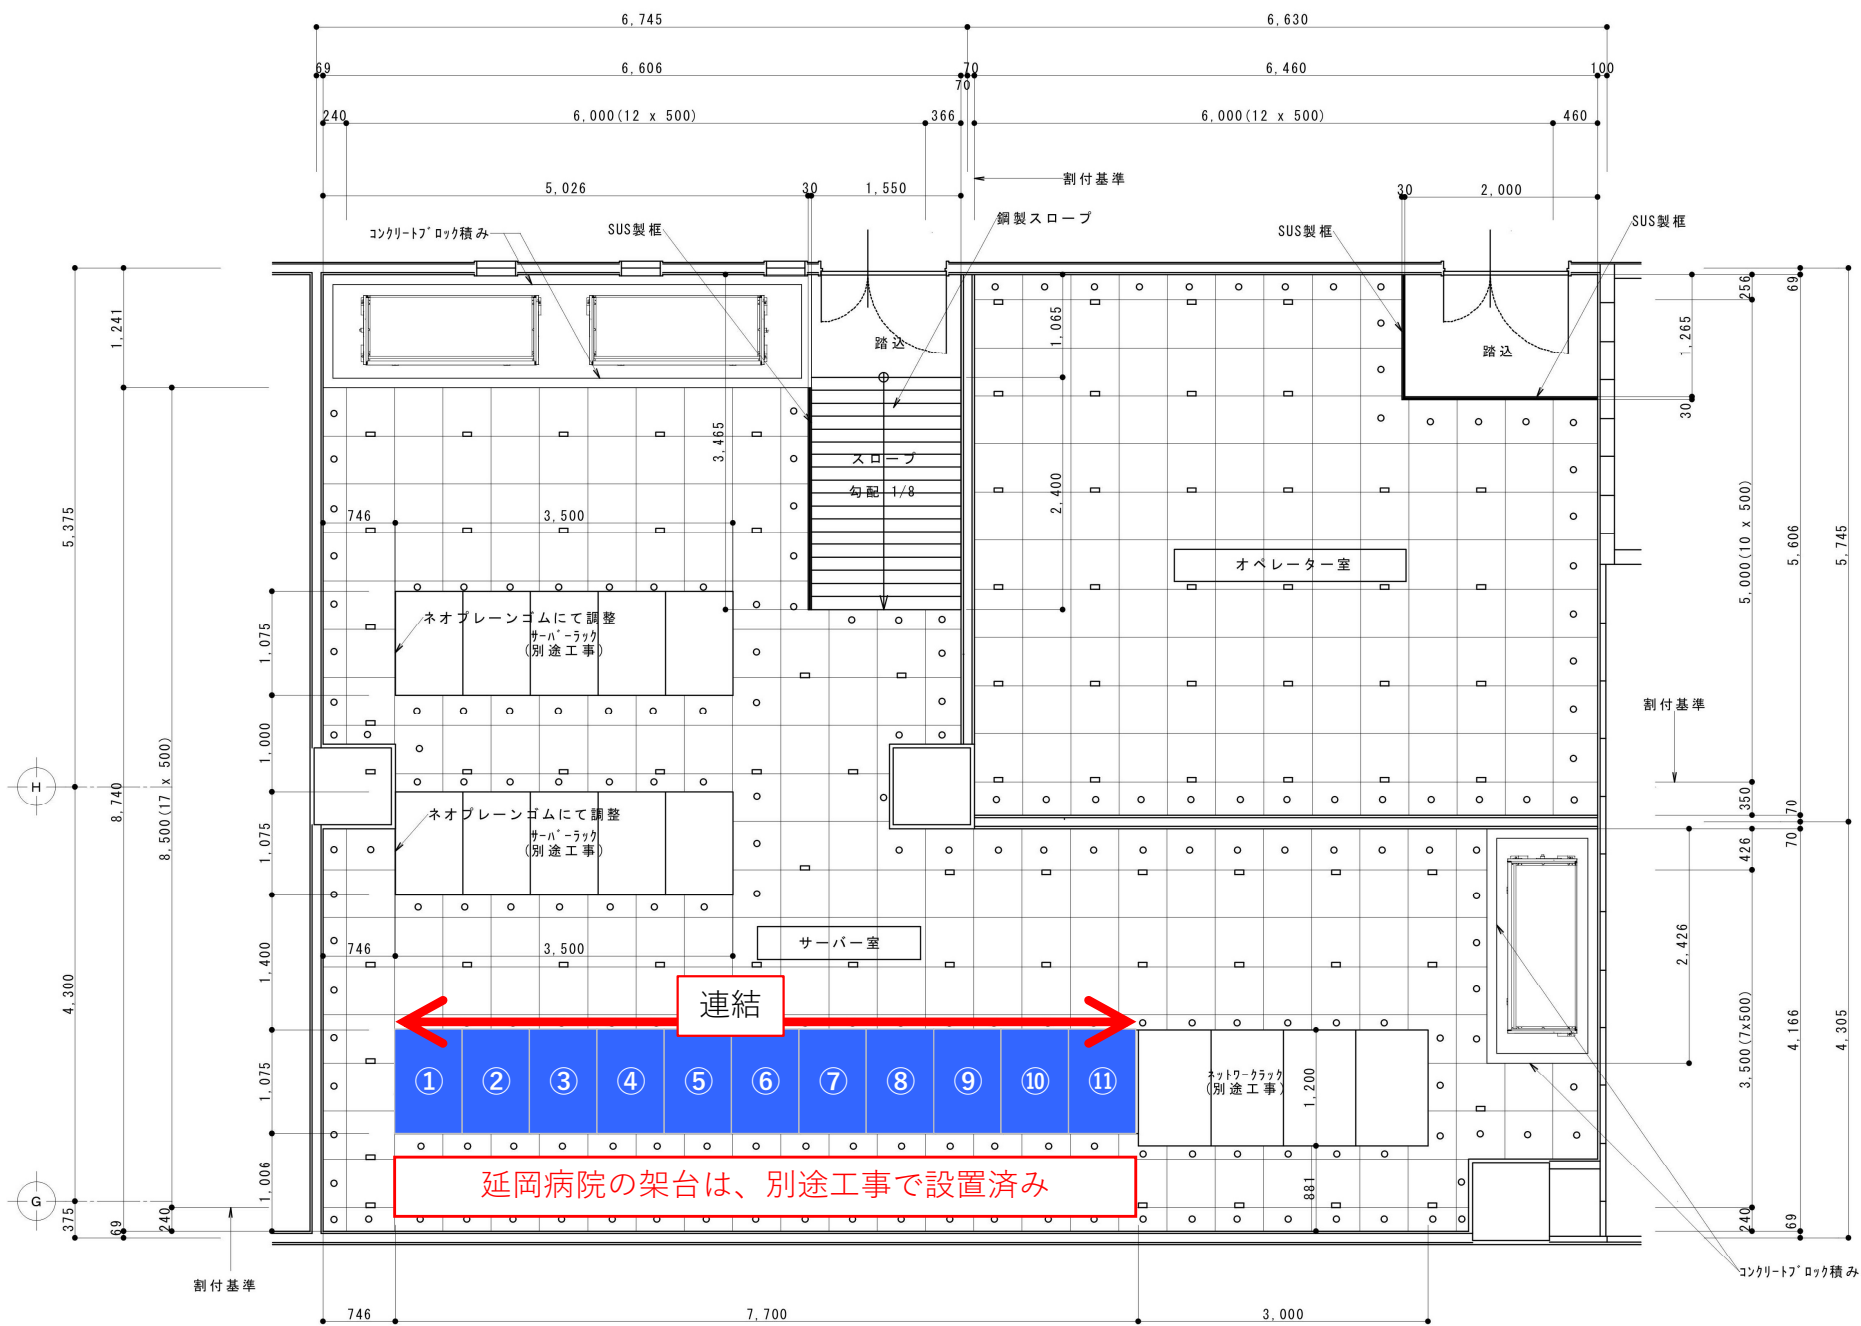 6,745
6,630
69
6,606
70
70
6,460
100
240
6,000(12 x 500)
366
6,000(12 x 500)
460
5,026
30
1,550
割付基準
30
2,000
コンクリートブロック積み
SUS製框
鋼製スロープ
SUS製框
SUS製框
1,241
踏込
1,065
踏込
256
69
1,265
30
3,465
スロープ
勾配 1/8
2,400
5,375
746
3,500
オペレーター室
5,000(10 x 500)
5,606
5,745
1,075
ネオプレーンゴムにて調整
サーバーラック
(別途工事)
割付基準
1,000
H
8,740
8,500(17 x 500)
1,075
ネオプレーンゴムにて調整
サーバーラック
(別途工事)
350
70
70
426
746
3,500
サーバー室
1,400
2,426
4,300
連結
3,500(7x500)
4,166
4,305
1,075
① ② ③ ④ ⑤ ⑥ ⑦ ⑧ ⑨ ⑩ ⑪
ネットワークラック
(別途工事)
1,200
延岡病院の架台は、別途工事で設置済み
1,006
881
G
375
69
240
240
69
割付基準
コンクリートブロック積み
746
7,700
3,000